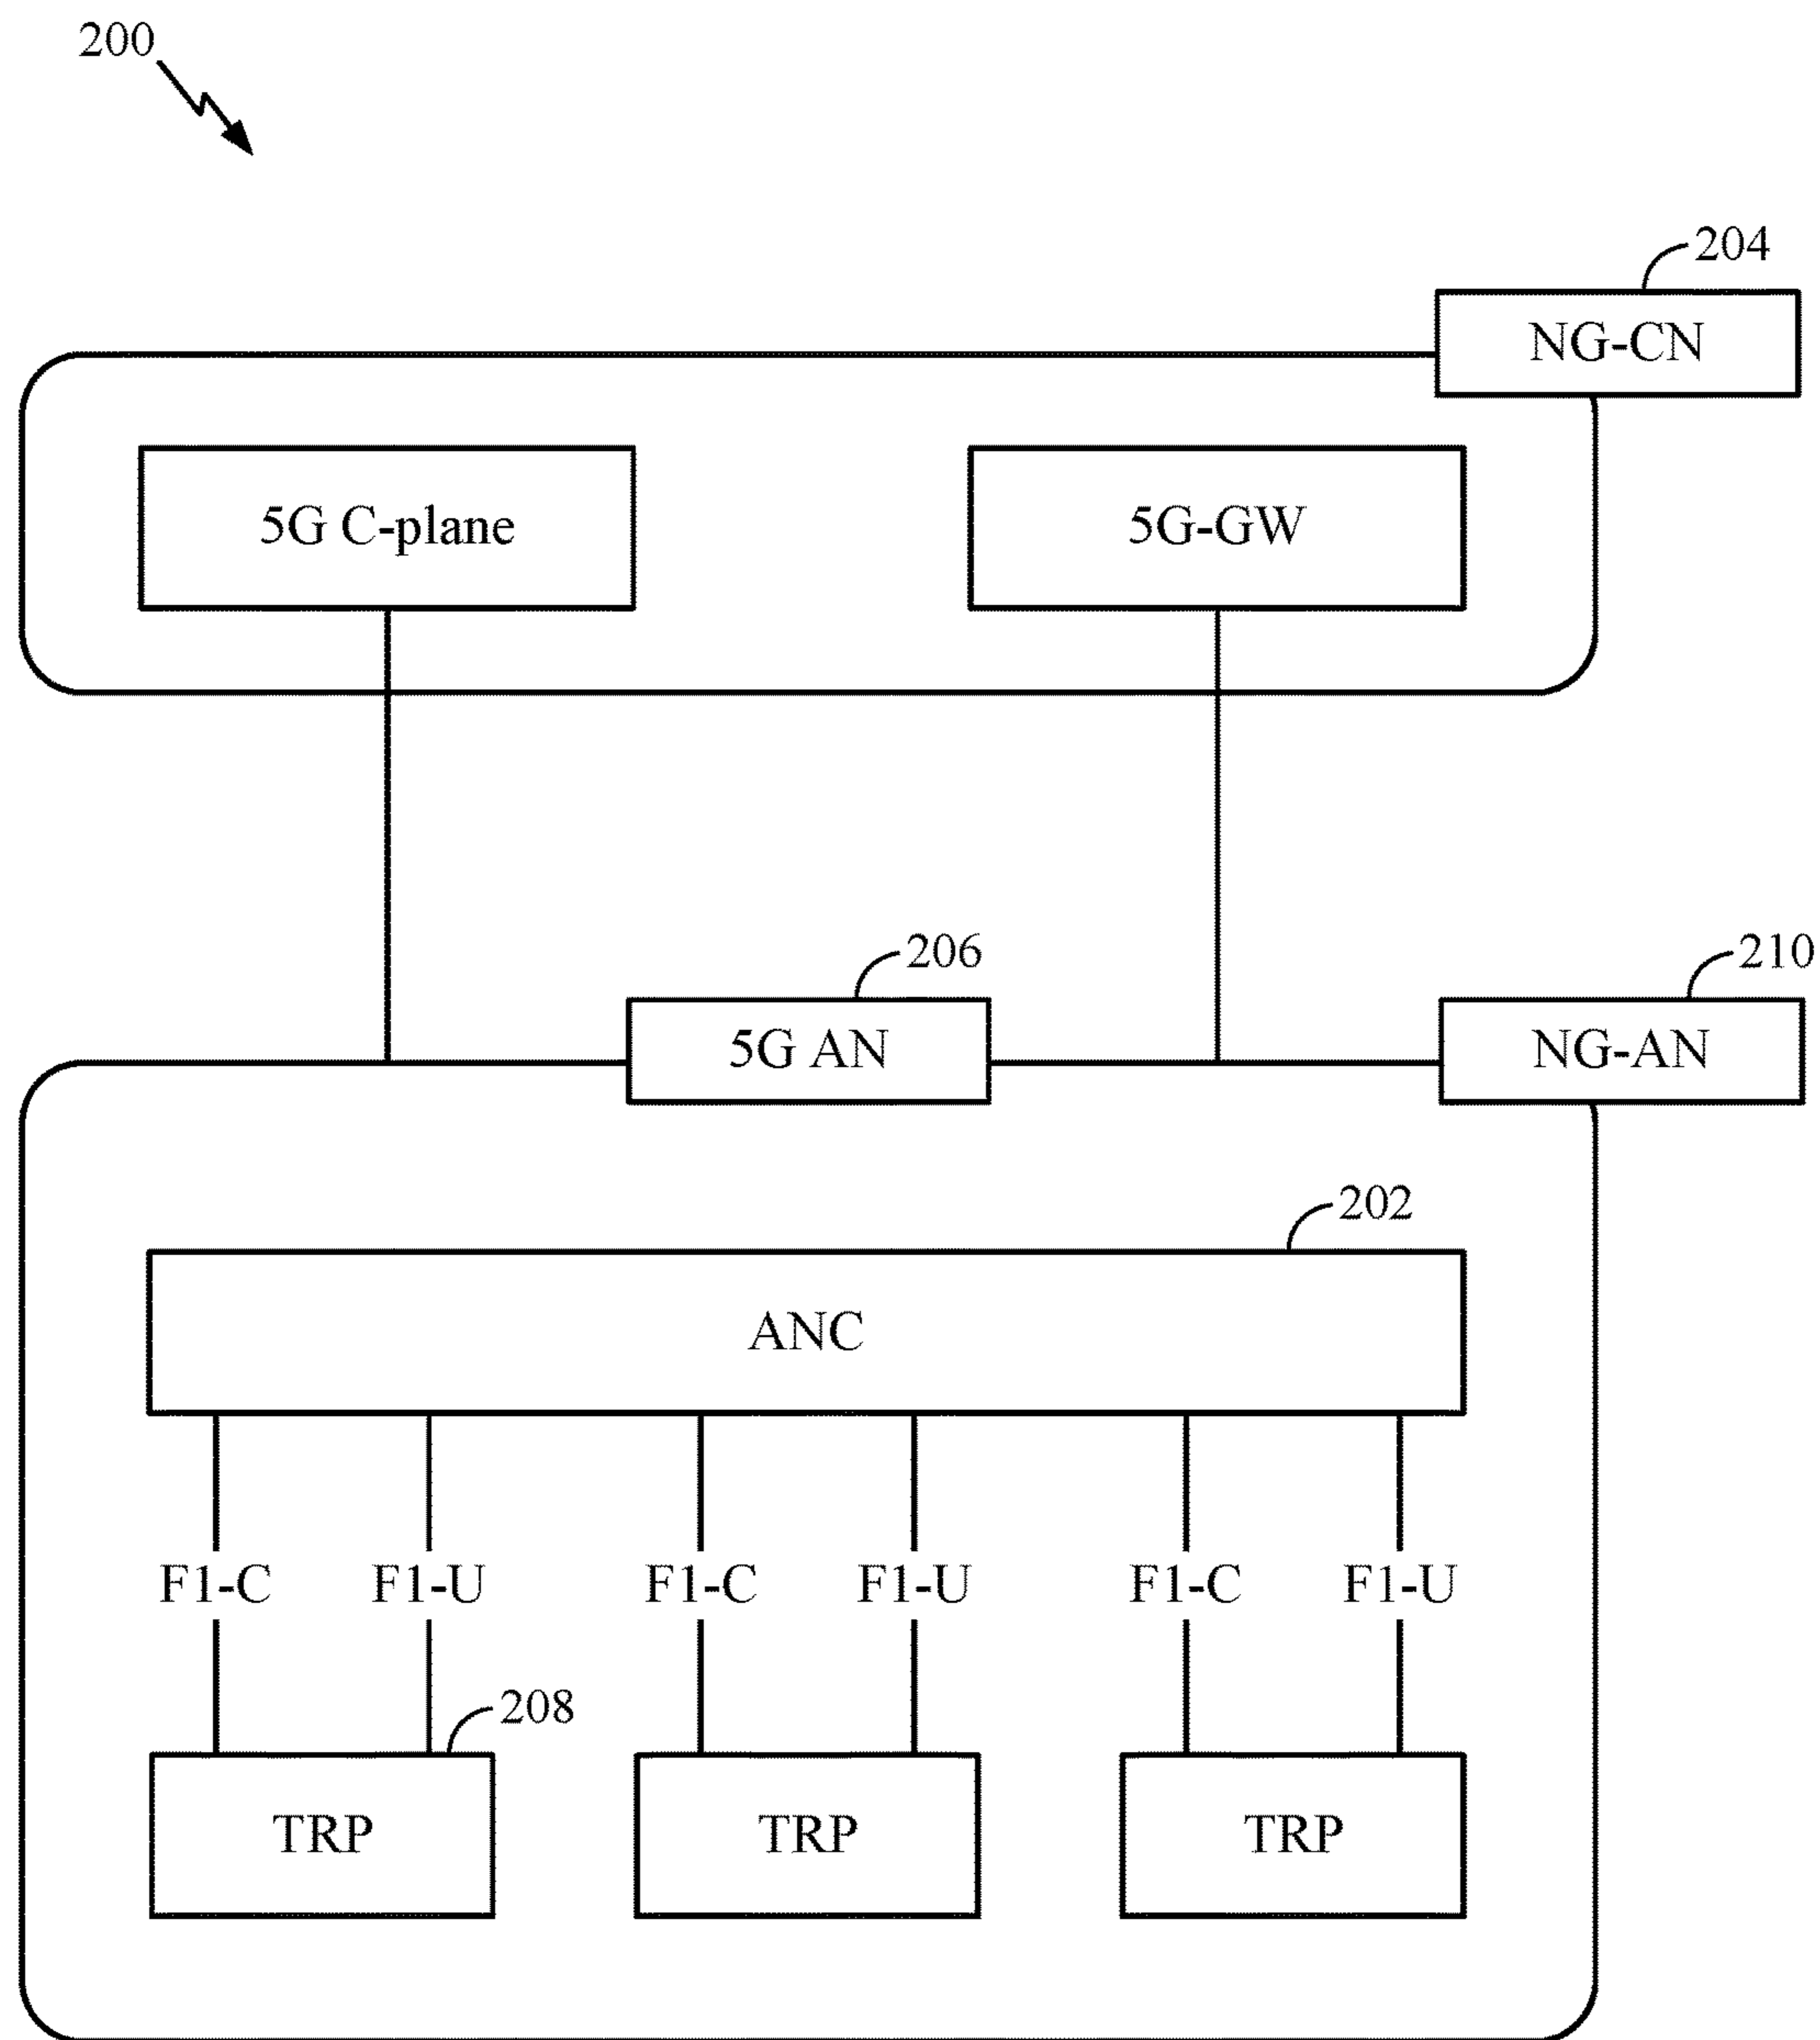 200
204
NG-CN
5G C-plane
5G-GW
206
210
5G AN
NG-AN
202
ANC
F1-C
F1-U
F1-C
F1-U
F1-C
F1-U
208
TRP
TRP
TRP